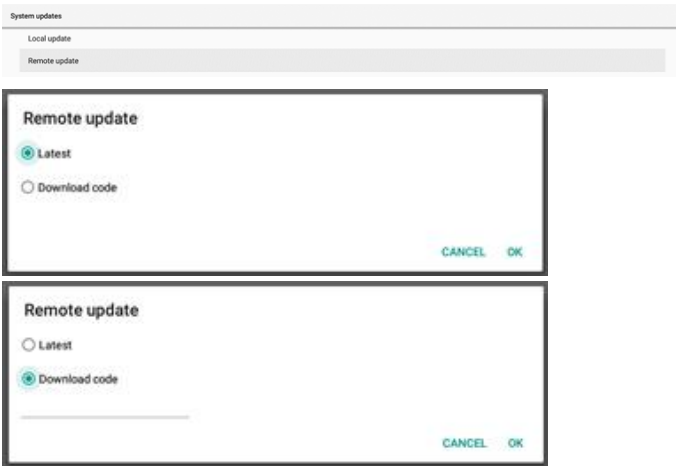 System updates
Local update
Remote update
Remote update
Latest
Download code
CANCEL OK
Remote update
Latest
Download code
CANCEL OK